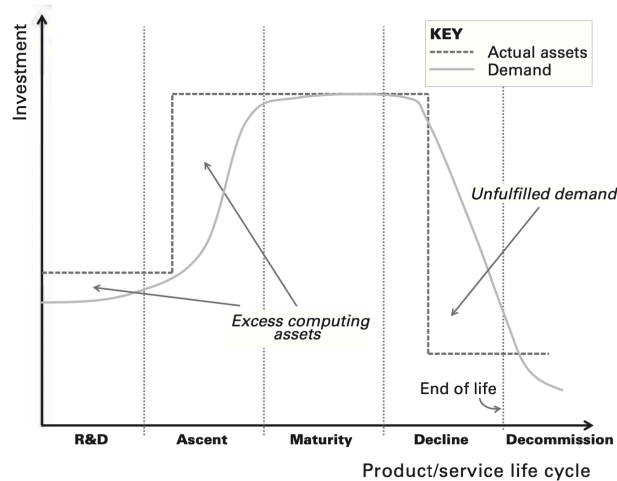 Investment
KEY
Actual assets
Demand
Unfulfilled demand
Excess computing
assets
End of life
R&D
Ascent
Maturity
Decline
Decommission
Product/service life cycle